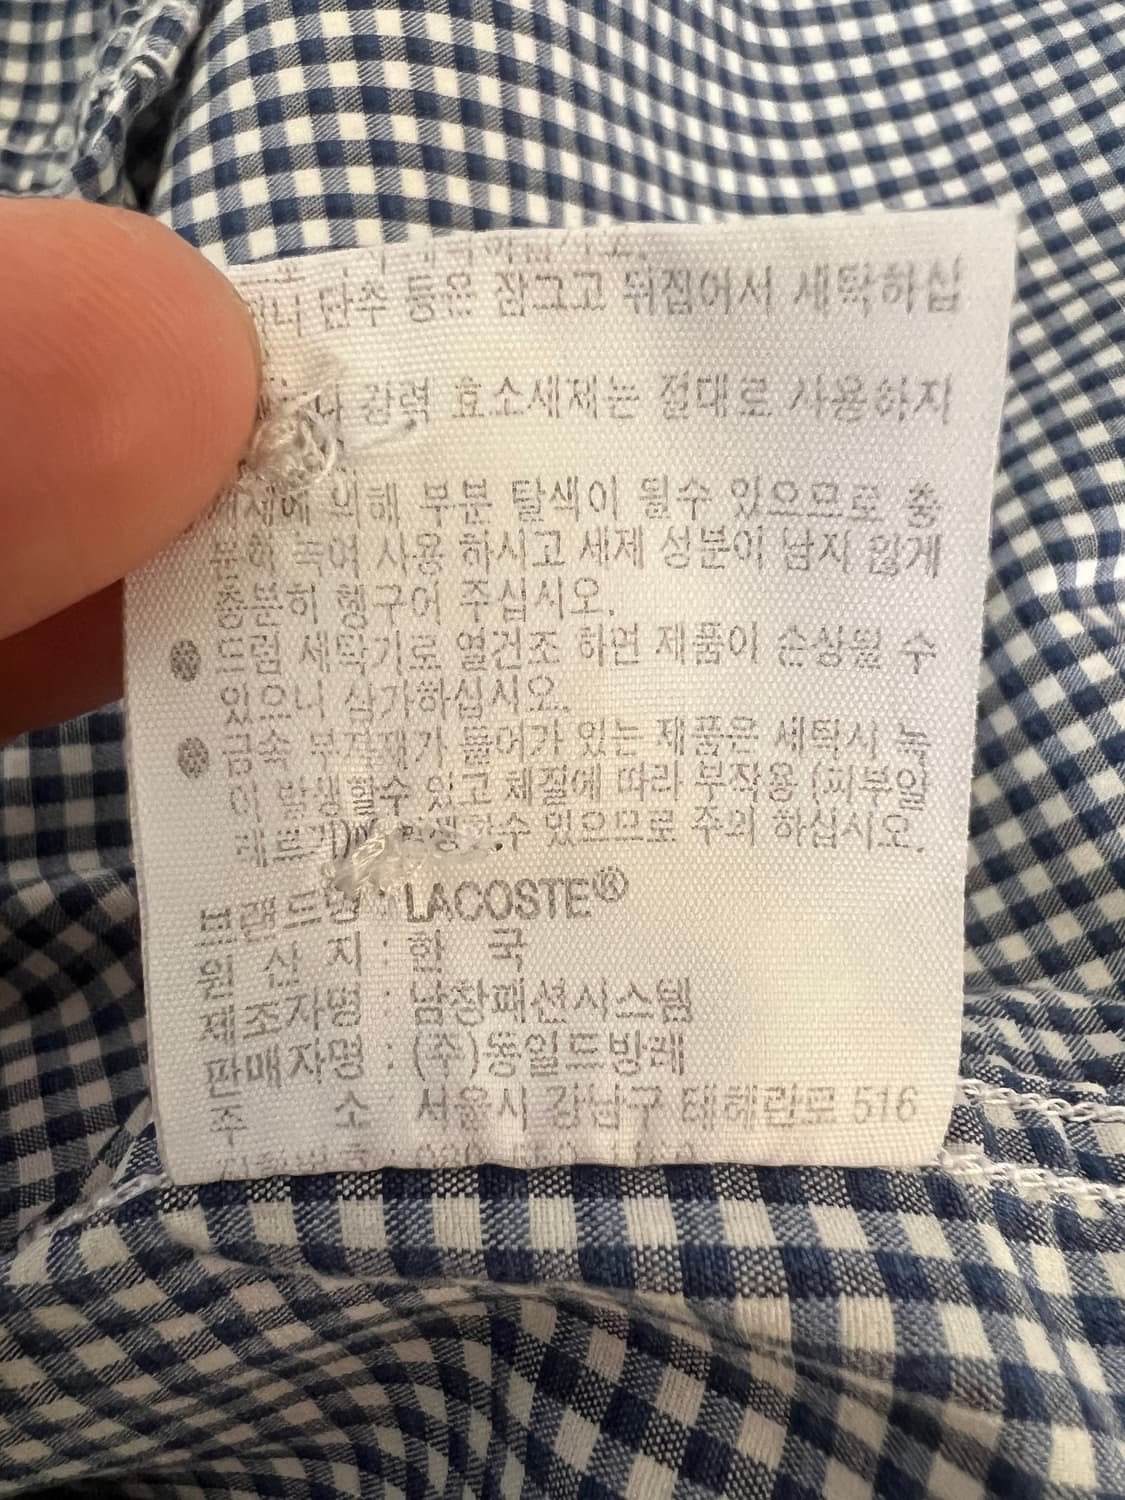 단추 등은 잠그고 뒤집어서 세탁하십
강력 효소세제는 절대로 사용하지
세제에 의해 부분 탈색이 될수 있으므로 충
분히 녹여 사용 하시고 세제 성분이 남지 않게
충분히 헹구어 주십시오.
드럼 세탁기로 열건조 하면 제품이 손상될 수
있으니 삼가하십시오.
금속 부자재가 들어가 있는 제품은 세탁시 녹
이 발생할수 있고 체질에 따라 부작용 (피부알
레르기)이 발생할수 있으므로 주의 하십시오.
브랜드명 : LACOSTE®
원 산 지 : 한 국
제조자명 : 남창패션시스템
판매자명 : (주)동일드방레
주 소 서울시 강남구 테헤란로 516